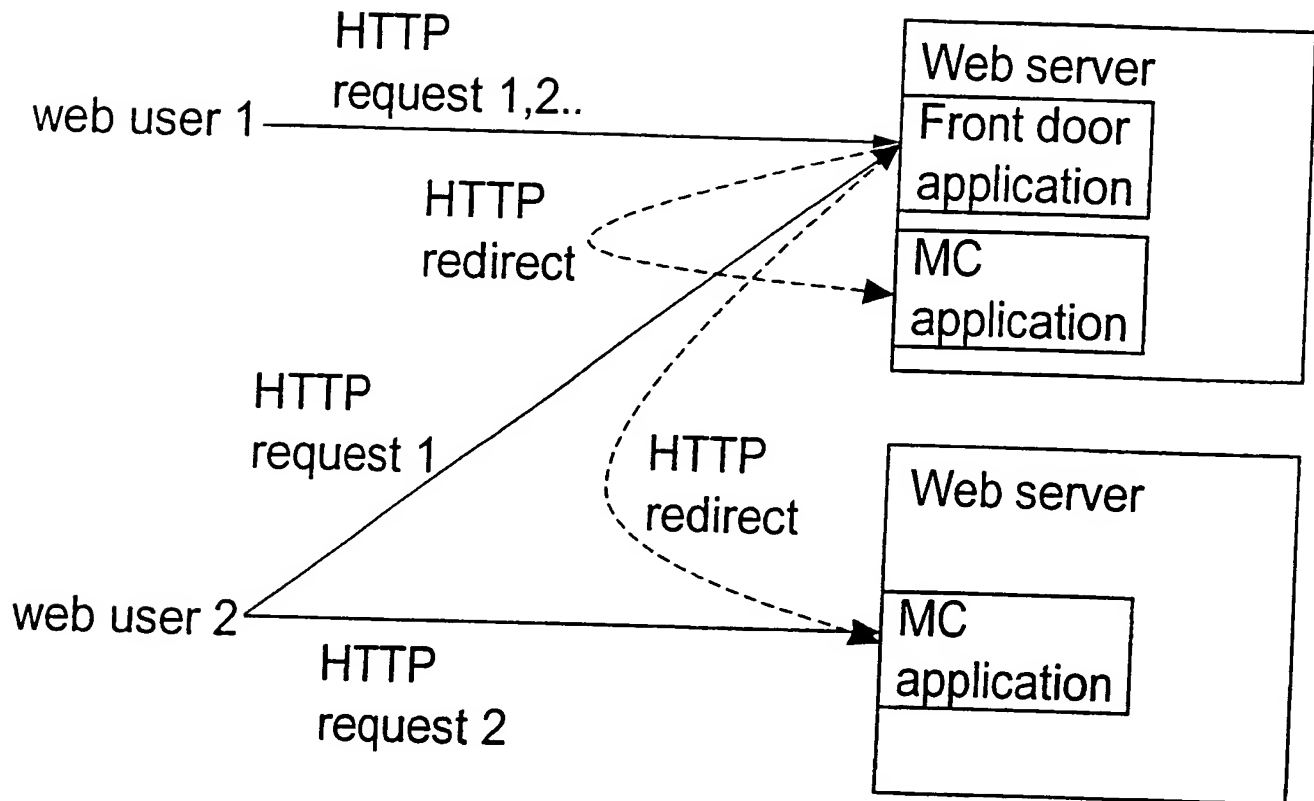 HTTP
request 1,2..
web user 1
Web server
Front door
application
HTTP
redirect
MC
application
HTTP
request 1
HTTP
redirect
Web server
web user 2
MC
application
HTTP
request 2